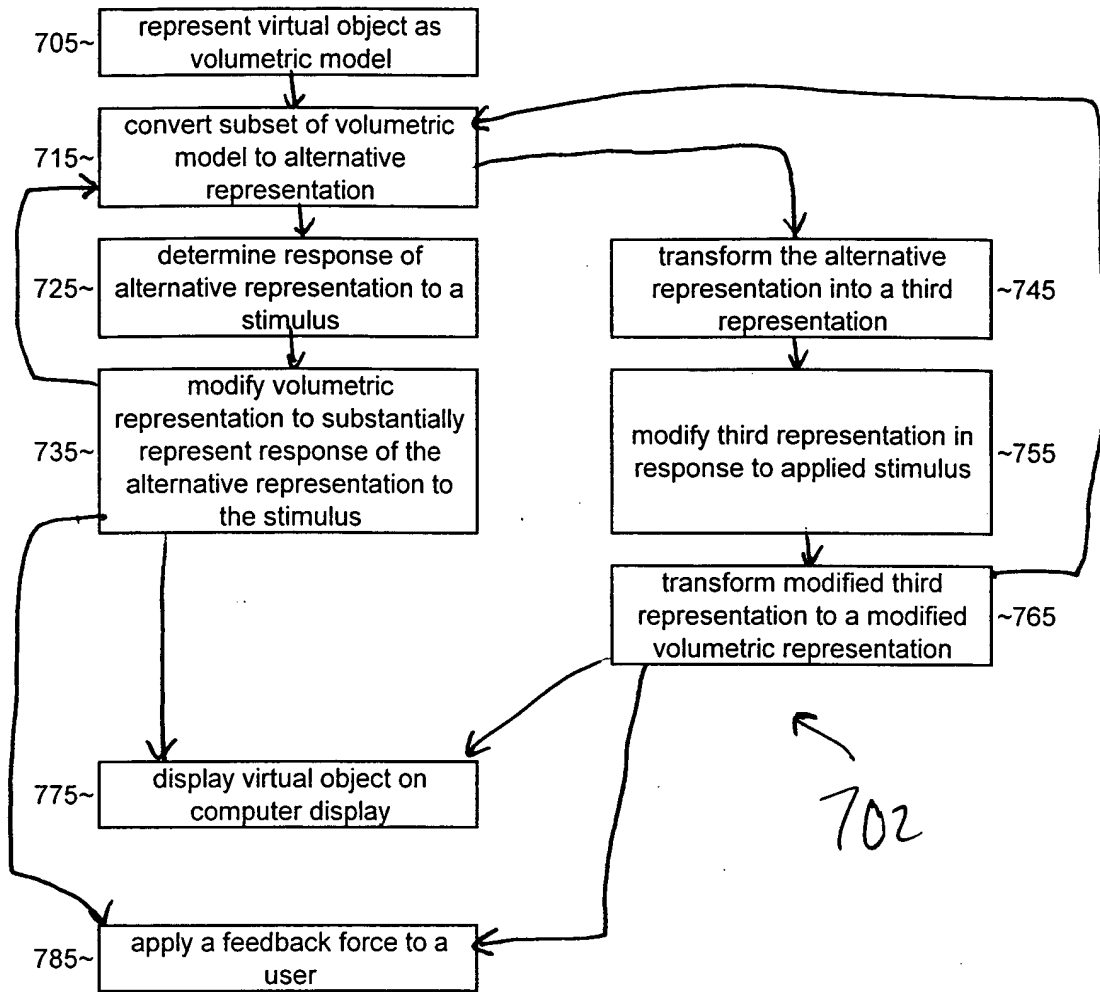 represent virtual object as
705~
volumetric model
convert subset of volumetric
715~
model to alternative
representation
determine response of
725~
alternative representation to a
stimulus
transform the alternative
representation into a third
~745
representation
modify volumetric
representation to substantially
735~
represent response of the
alternative representation to
the stimulus
modify third representation in
~755
response to applied stimulus
transform modified third
representation to a modified
~765
volumetric representation
702
display virtual object on
775~
computer display
apply a feedback force to a
785~
user